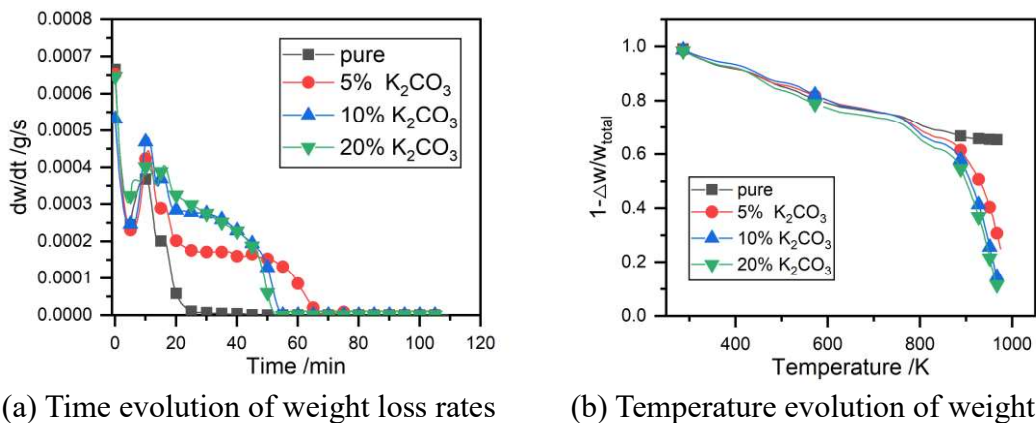 0.0008
0.0007
0.0006
0.0005
0.0004
0.0003
0.0002
0.0001
0.0000
dw/dt /g/s
0 20 40 60 80 100 120
Time /min
pure
5% K₂CO₃
10% K₂CO₃
20% K₂CO₃
(a) Time evolution of weight loss rates
1.0
0.8
0.6
0.4
0.2
0.0
1-△w/w_total
400 600 800 1000
Temperature /K
pure
5% K₂CO₃
10% K₂CO₃
20% K₂CO₃
(b) Temperature evolution of weight